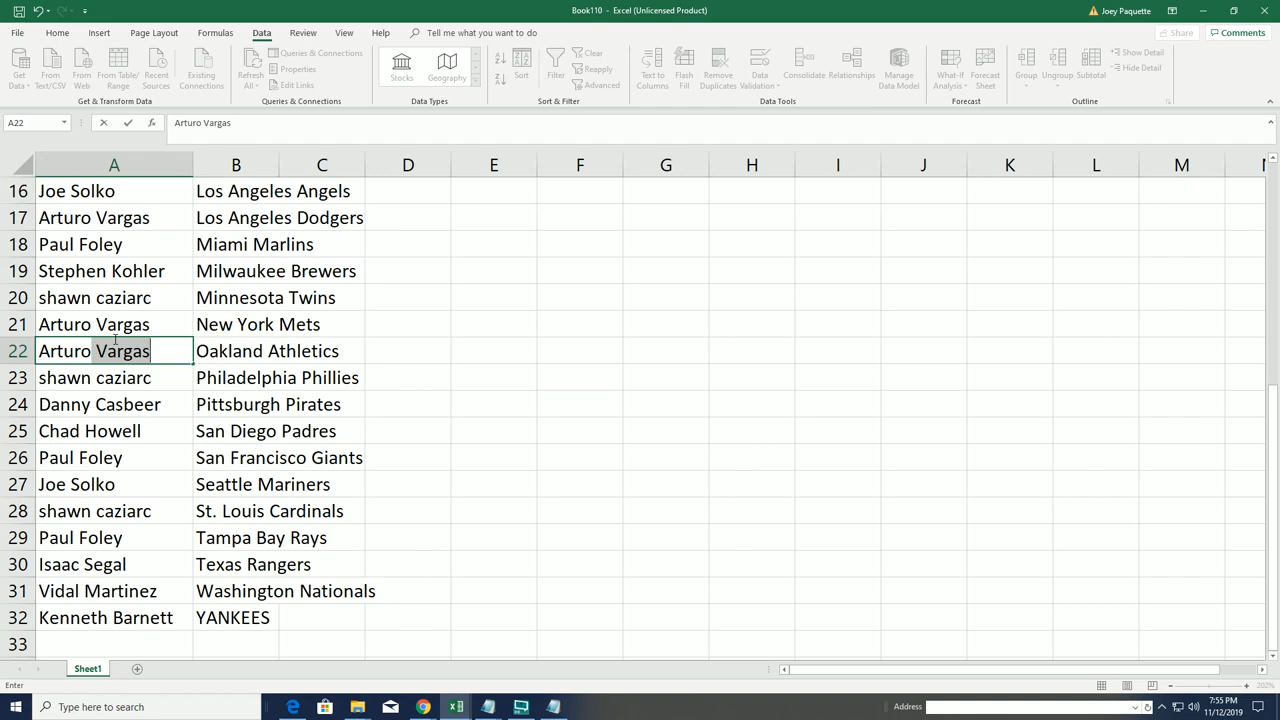 Book110 - Excel (Unlicensed Product)
Joey Paquette
File Home Insert Page Layout Formulas Data Review View Help Tell me what you want to do
Share Comments
Get Data
From Text/CSV
From Web
From Table/ Range
Recent Sources
Existing Connections
Get & Transform Data
Refresh All
Queries & Connections
Properties
Edit Links
Queries & Connections
Stocks
Geography
Data Types
Sort
Filter
Clear
Reapply
Advanced
Sort & Filter
Text to Columns
Flash Fill
Remove Duplicates
Data Validation
Consolidate
Relationships
Manage Data Model
Data Tools
What-If Analysis
Forecast Sheet
Forecast
Group
Ungroup
Subtotal
Show Detail
Hide Detail
Outline
A22 fx Arturo Vargas
A B C D E F G H I J K L M
16 Joe Solko Los Angeles Angels
17 Arturo Vargas Los Angeles Dodgers
18 Paul Foley Miami Marlins
19 Stephen Kohler Milwaukee Brewers
20 shawn caziarc Minnesota Twins
21 Arturo Vargas New York Mets
22 Arturo Vargas Oakland Athletics
23 shawn caziarc Philadelphia Phillies
24 Danny Casbeer Pittsburgh Pirates
25 Chad Howell San Diego Padres
26 Paul Foley San Francisco Giants
27 Joe Solko Seattle Mariners
28 shawn caziarc St. Louis Cardinals
29 Paul Foley Tampa Bay Rays
30 Isaac Segal Texas Rangers
31 Vidal Martinez Washington Nationals
32 Kenneth Barnett YANKEES
33
Sheet1
Enter
202%
Type here to search
Address
7:55 PM
11/12/2019